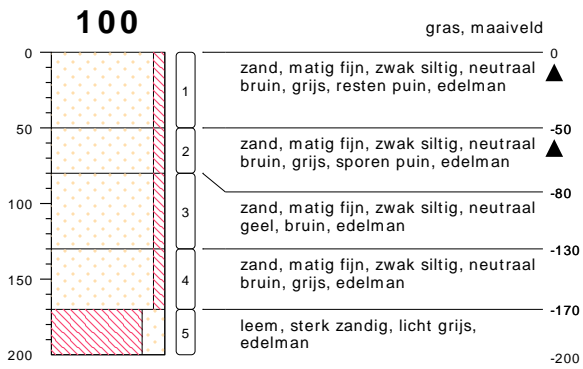 100
gras, maaiveld
0
0
zand, matig fijn, zwak siltig, neutraal
bruin, grijs, resten puin, edelman
1
50
-50
zand, matig fijn, zwak siltig, neutraal
bruin, grijs, sporen puin, edelman
2
-80
100
zand, matig fijn, zwak siltig, neutraal
geel, bruin, edelman
3
-130
zand, matig fijn, zwak siltig, neutraal
bruin, grijs, edelman
4
150
-170
leem, sterk zandig, licht grijs,
edelman
5
200
-200